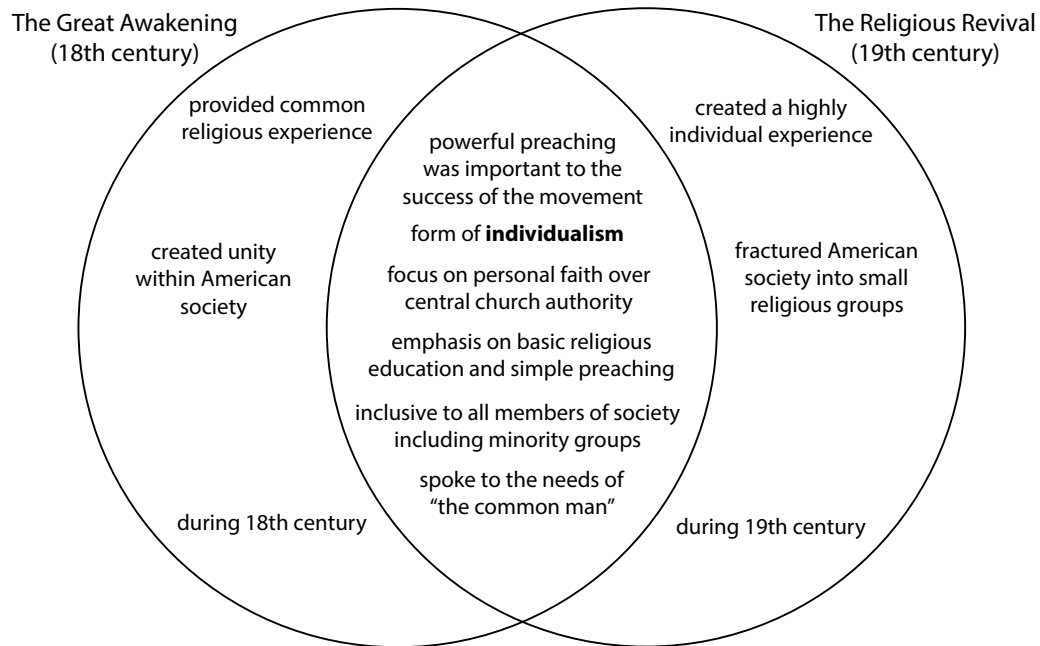 The Great Awakening
(18th century)
The Religious Revival
(19th century)
provided common
religious experience
created unity
within American
society
during 18th century
powerful preaching
was important to the
success of the movement
form of individualism
focus on personal faith over
central church authority
emphasis on basic religious
education and simple preaching
inclusive to all members of society
including minority groups
spoke to the needs of
“the common man”
created a highly
individual experience
fractured American
society into small
religious groups
during 19th century